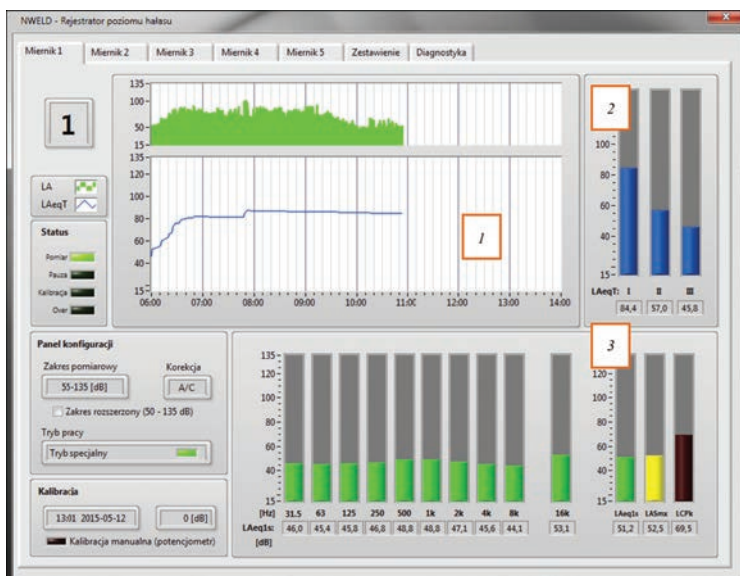 NWELD - Rejestrator poziomu hałasu
Miernik 1 Miernik 2 Miernik 3 Miernik 4 Miernik 5 Zestawienie Diagnostyka
1
LA
LAeqT
Status
Pomiar
Pauza
Kalibracja
Over
135
100
50
15
135
120
100
80
60
40
15
06:00 07:00 08:00 09:00 10:00 11:00 12:00 13:00 14:00
1
2
100
80
60
40
15
LAeqT: I II III
84,4 57,0 45,8
Panel konfiguracji
Zakres pomiarowy Korekcja
55-135 [dB] A/C
Zakres rozszerzony (50 - 135 dB)
Tryb pracy
Tryb specjalny
Kalibracja
13:01 2015-05-12 0 [dB]
Kalibracja manualna (potencjometr)
135
120
100
80
60
40
15
[Hz] 31.5 63 125 250 500 1k 2k 4k 8k 16k
LAeq1s: 46,0 45,4 45,8 46,8 48,8 48,8 47,1 45,6 44,1 53,1
[dB]
3
120
100
80
60
40
15
LAeq1s LASmx LCPk
51,2 52,5 69,5